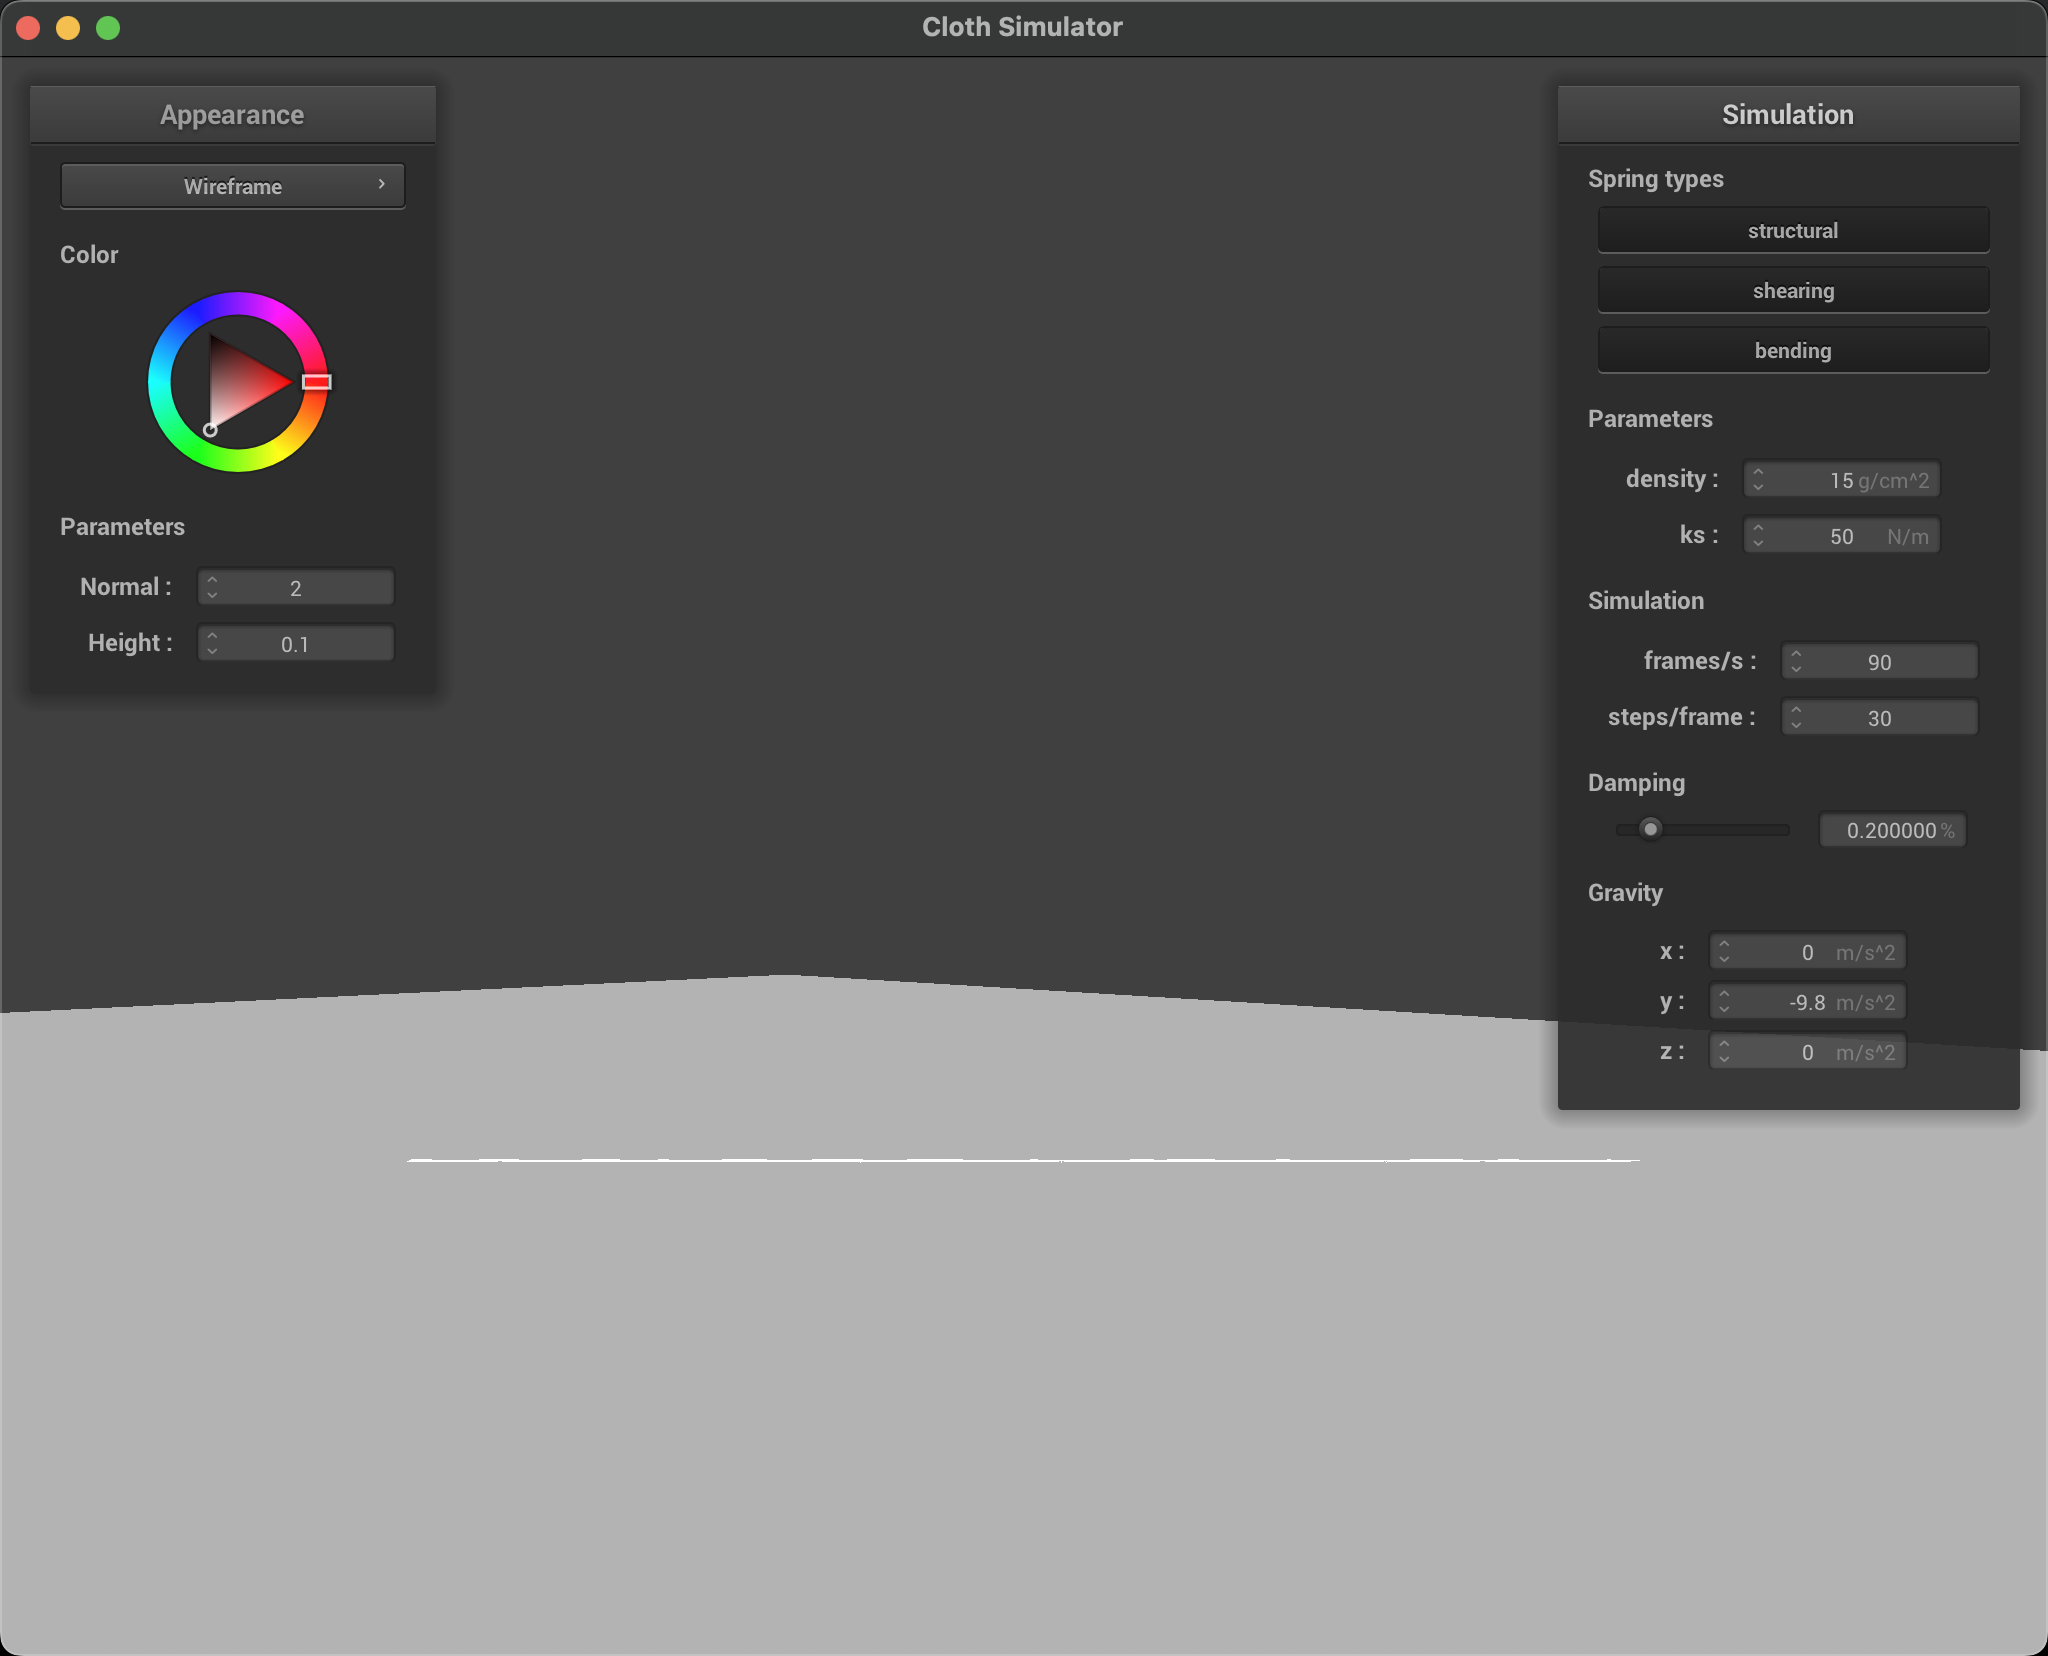 Cloth Simulator
Appearance
Wireframe
Color
Parameters
Normal : 2
Height : 0.1
Simulation
Spring types
structural
shearing
bending
Parameters
density : 15 g/cm^2
ks : 50 N/m
Simulation
frames/s : 90
steps/frame : 30
Damping
0.200000 %
Gravity
x : 0 m/s^2
y : -9.8 m/s^2
z : 0 m/s^2